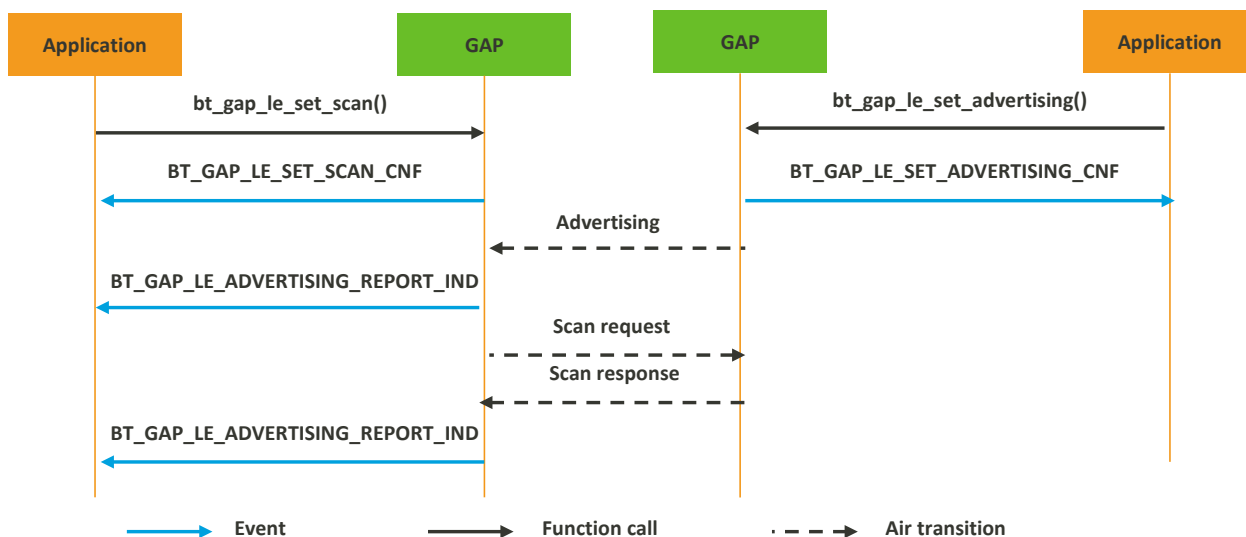 Application
GAP
GAP
Application
bt_gap_le_set_scan()
bt_gap_le_set_advertising()
BT_GAP_LE_SET_SCAN_CNF
BT_GAP_LE_SET_ADVERTISING_CNF
Advertising
BT_GAP_LE_ADVERTISING_REPORT_IND
Scan request
Scan response
BT_GAP_LE_ADVERTISING_REPORT_IND
Event
Function call
Air transition